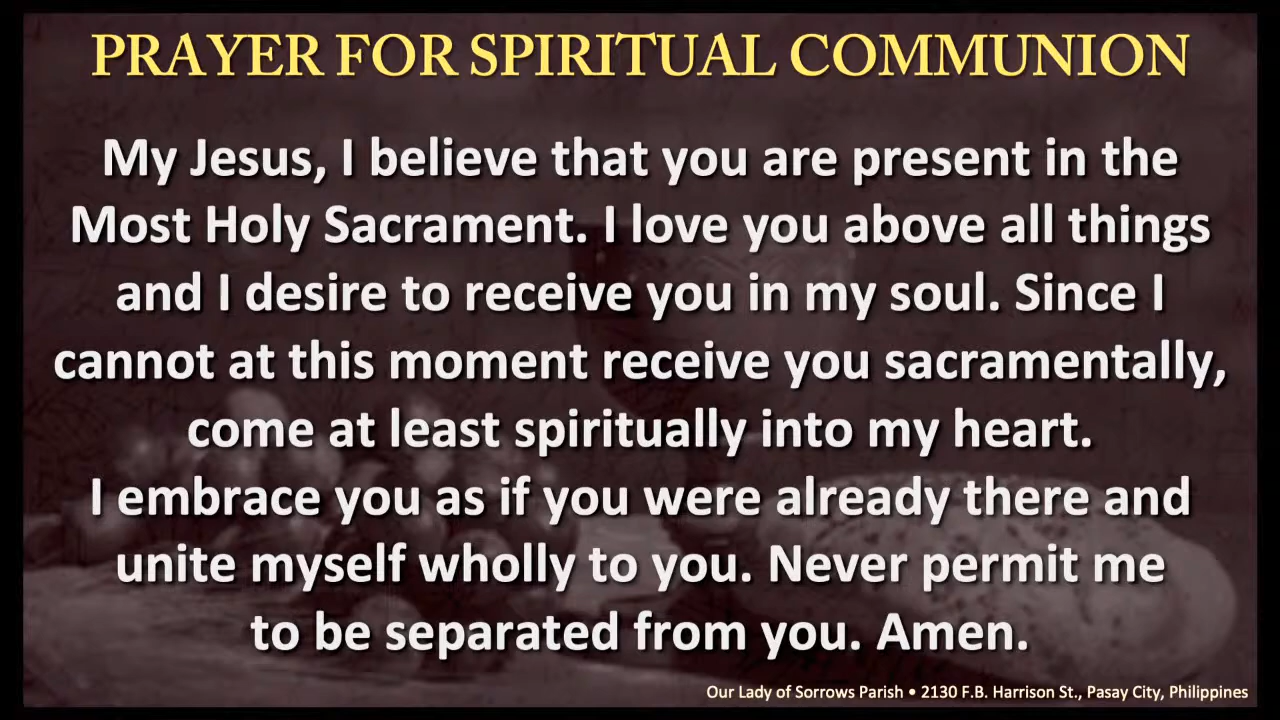 PRAYER FOR SPIRITUAL COMMUNION
My Jesus, I believe that you are present in the
Most Holy Sacrament. I love you above all things
and I desire to receive you in my soul. Since I
cannot at this moment receive you sacramentally,
come at least spiritually into my heart.
I embrace you as if you were already there and
unite myself wholly to you. Never permit me
to be separated from you. Amen.
Our Lady of Sorrows Parish • 2130 F.B. Harrison St., Pasay City, Philippines